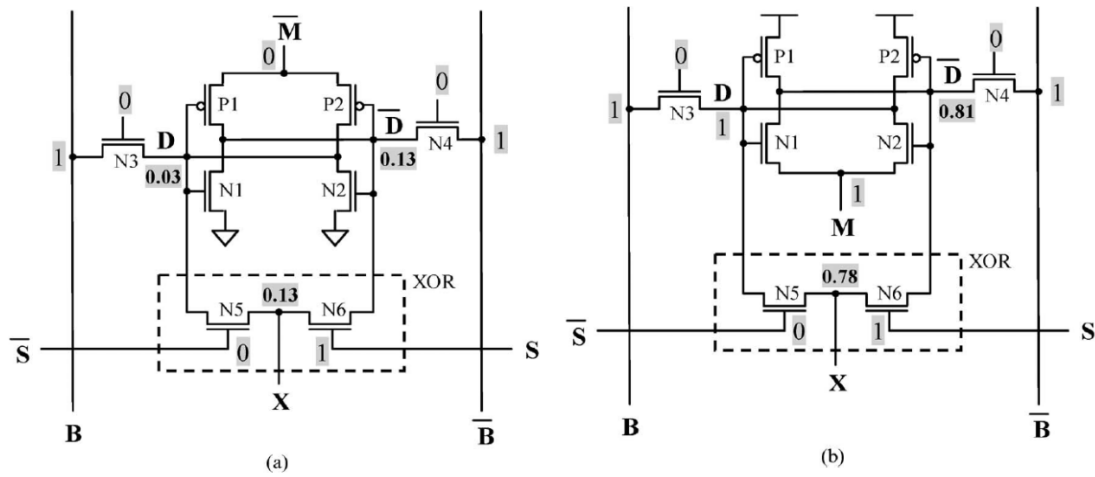 M̅
0
P1
P2
0
0
D
D̅
1
N3
0.03
0.13
N4
1
N1
N2
XOR
N5
0.13
N6
S̅
0
1
S
X
B
B̅
(a)
P1
P2
0
0
D
D̅
1
N3
1
0.81
N4
1
N1
N2
1
M
XOR
0.78
N5
N6
S̅
0
1
S
X
B
B̅
(b)